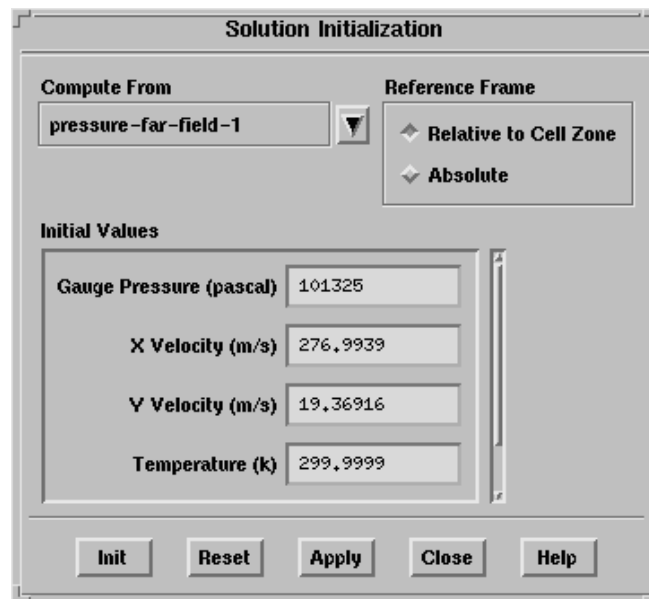 Solution Initialization
Compute From
pressure-far-field-1
Reference Frame
Relative to Cell Zone
Absolute
Initial Values
Gauge Pressure (pascal) 101325
X Velocity (m/s) 276.9939
Y Velocity (m/s) 19.36916
Temperature (k) 299.9999
Init Reset Apply Close Help